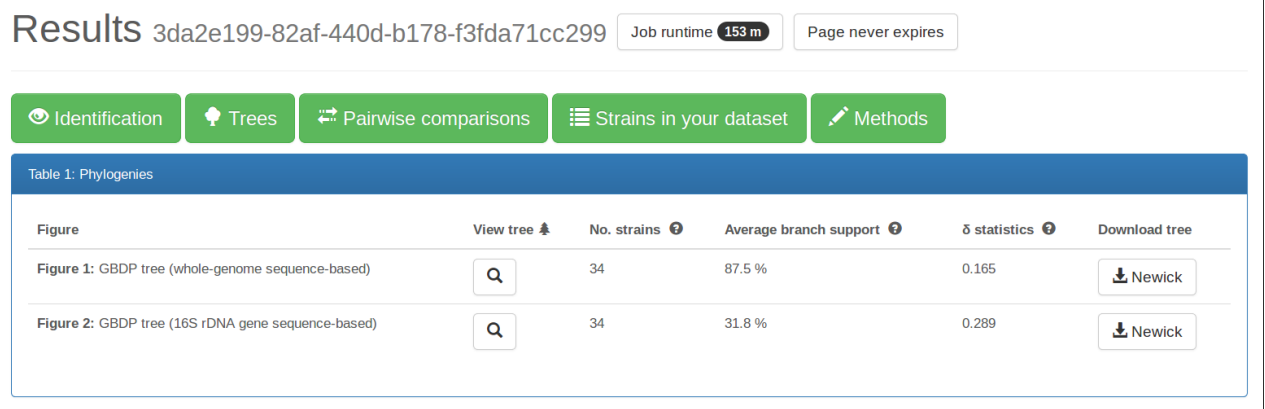 Results 3da2e199-82af-440d-b178-f3fda71cc299 Job runtime 153 m Page never expires
Identification Trees Pairwise comparisons Strains in your dataset Methods
Table 1: Phylogenies
Figure View tree No. strains Average branch support δ statistics Download tree
Figure 1: GBDP tree (whole-genome sequence-based) 34 87.5 % 0.165 Newick
Figure 2: GBDP tree (16S rDNA gene sequence-based) 34 31.8 % 0.289 Newick